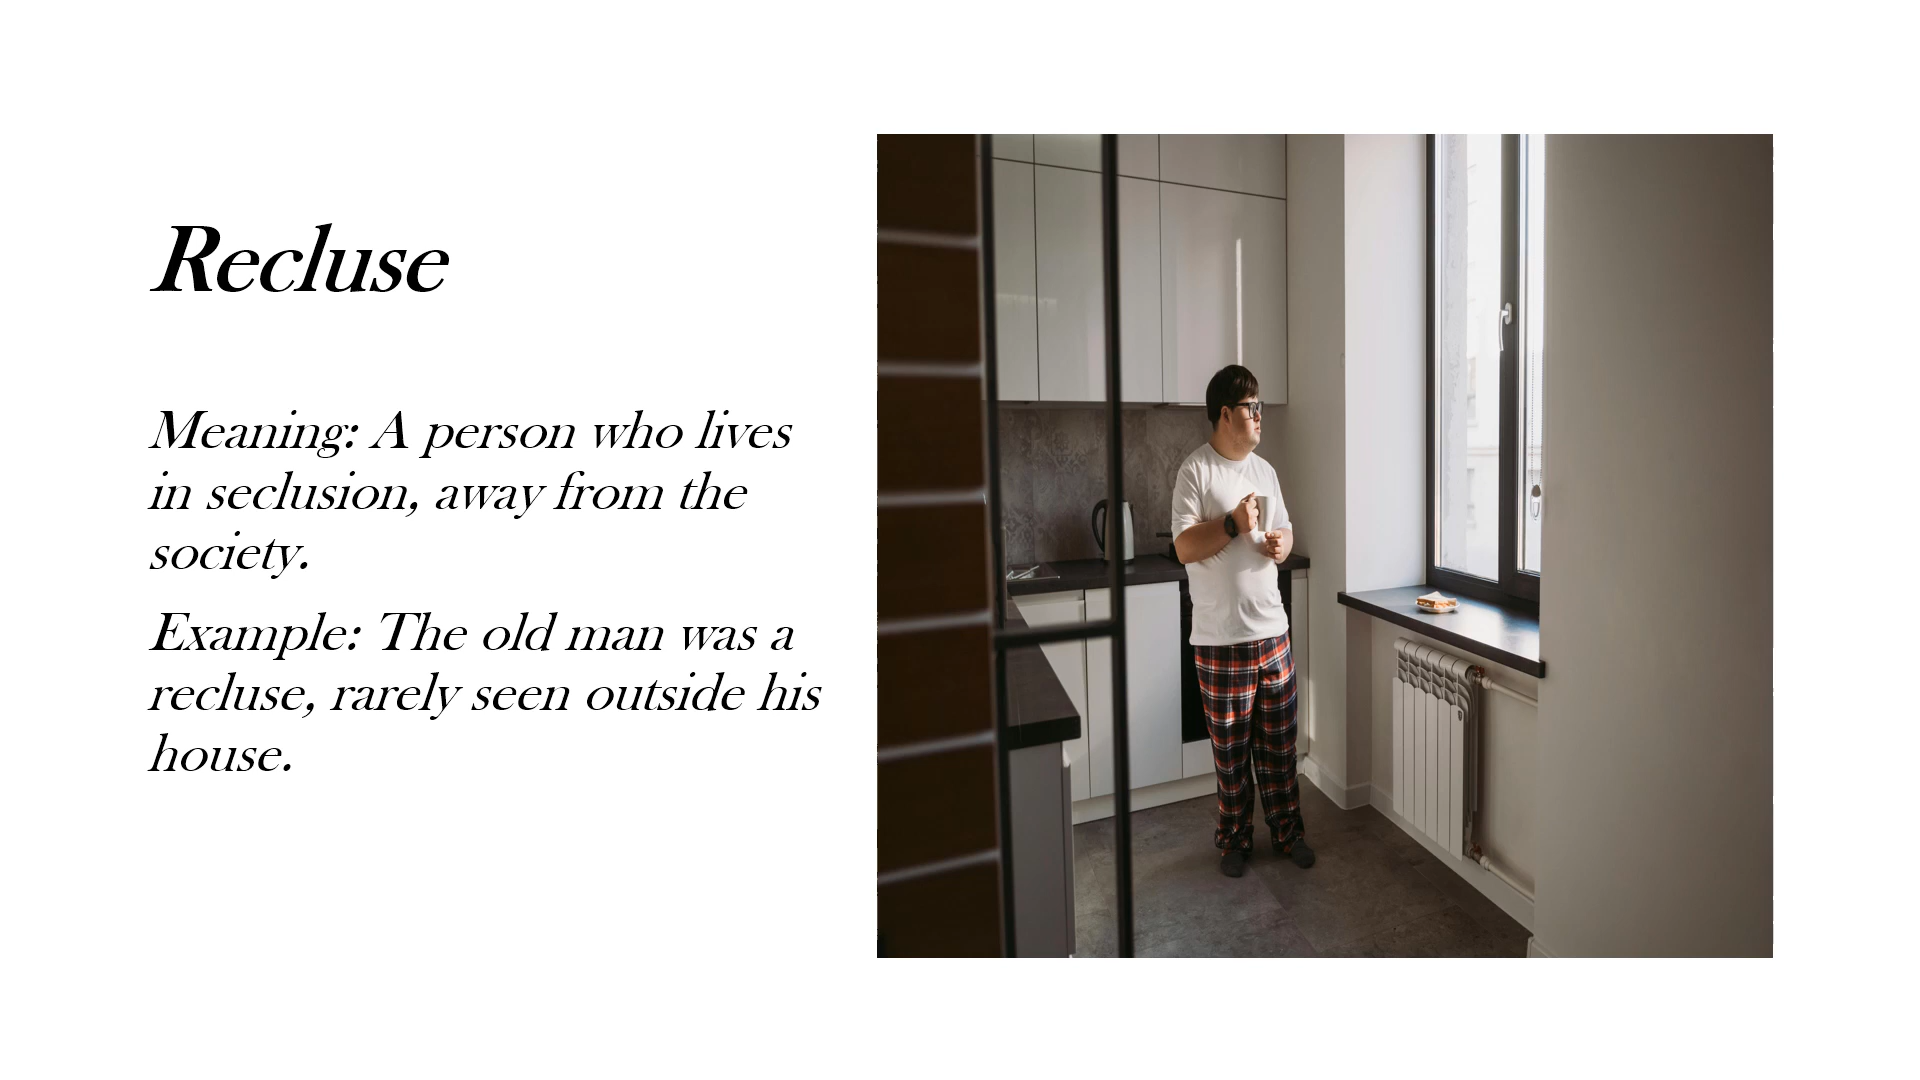 Recluse
Meaning: A person who lives
in seclusion, away from the
society.
Example: The old man was a
recluse, rarely seen outside his
house.